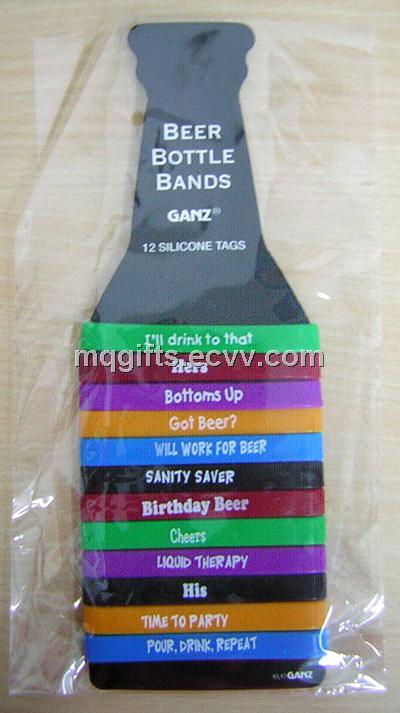 BEER
BOTTLE
BANDS
GANZ®
12 SILICONE TAGS
I'll drink to that
mqgifts.ecvv.com
Hers
Bottoms Up
Got Beer?
WILL WORK FOR BEER
SANITY SAVER
Birthday Beer
Cheers
LIQUID THERAPY
His
TIME TO PARTY
POUR, DRINK, REPEAT
GANZ